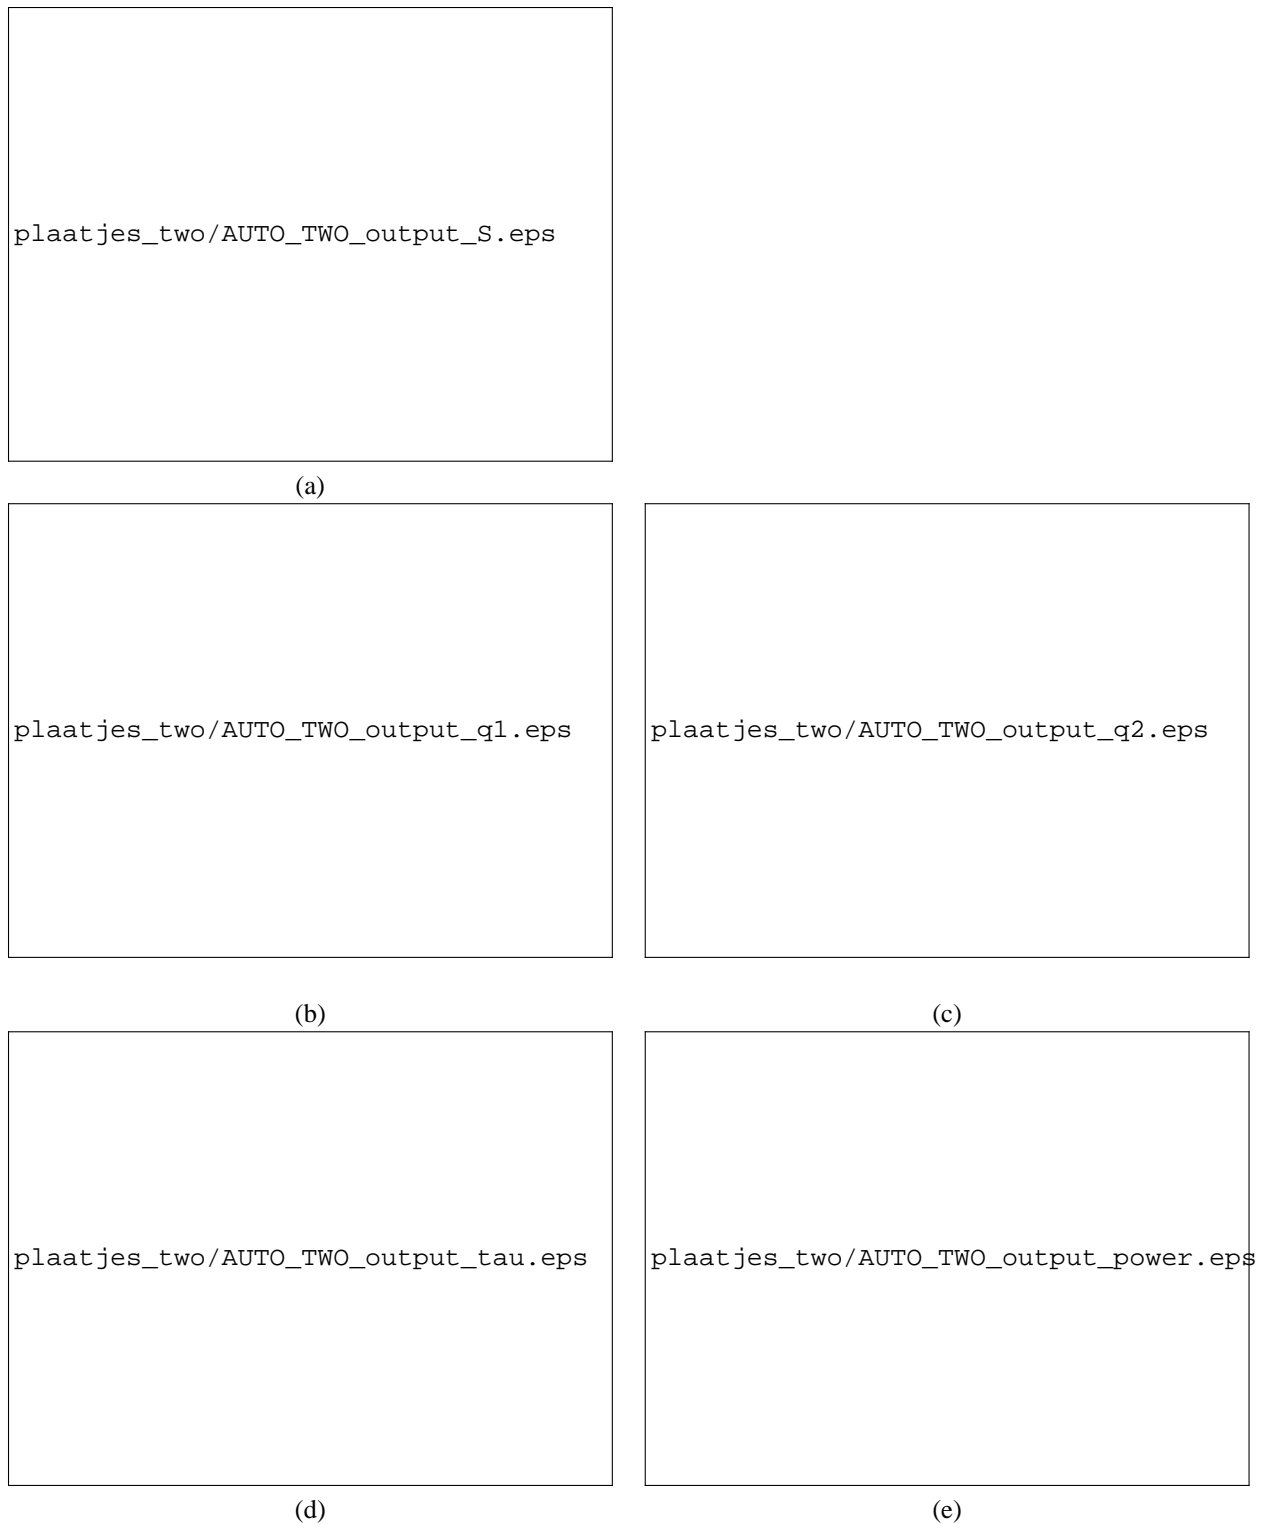 plaatjes_two/AUTO_TWO_output_S.eps
(a)
plaatjes_two/AUTO_TWO_output_q1.eps
plaatjes_two/AUTO_TWO_output_q2.eps
(b)
(c)
plaatjes_two/AUTO_TWO_output_tau.eps
plaatjes_two/AUTO_TWO_output_power.eps
(d)
(e)